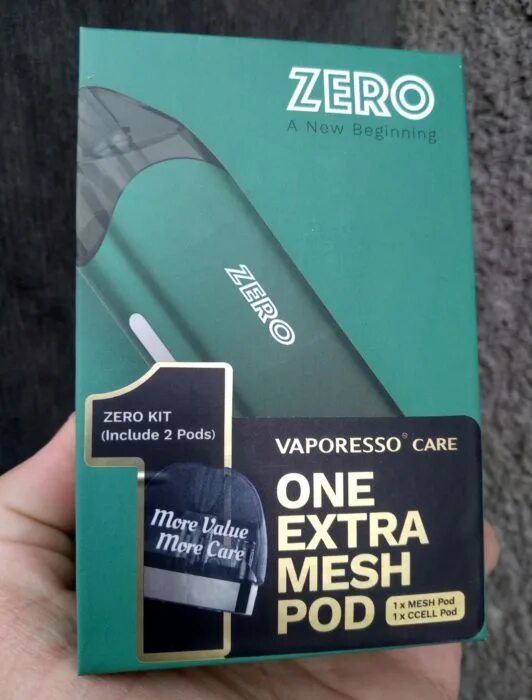 ZERO
A New Beginning
ZERO
ZERO KIT
(Include 2 Pods)
VAPORESSO® CARE
More Value
More Care
ONE
EXTRA
MESH
POD
1 x MESH Pod
1 x CCELL Pod